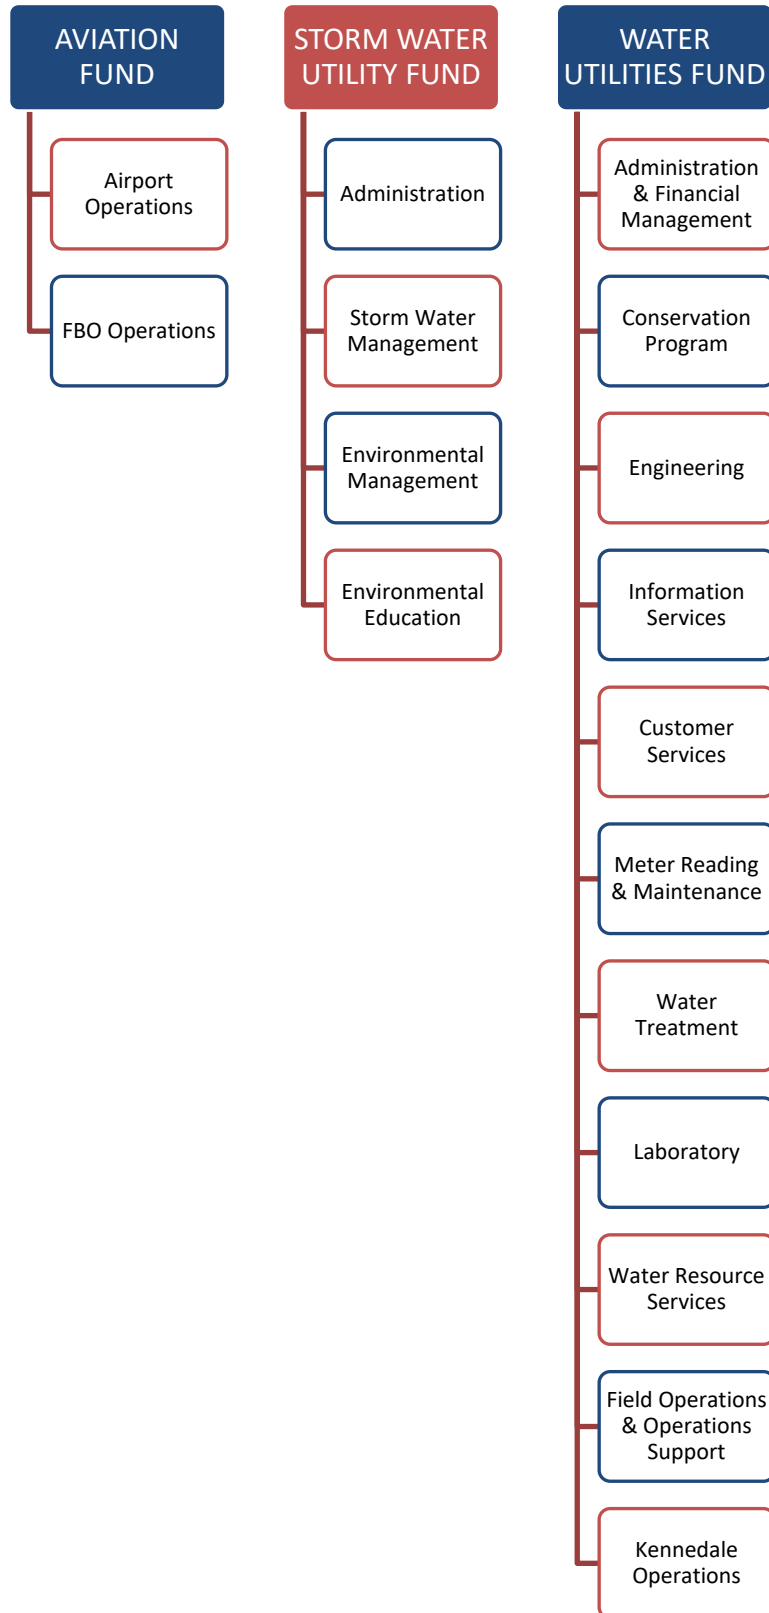 AVIATION
FUND
Airport
Operations
FBO Operations
STORM WATER
UTILITY FUND
Administration
Storm Water
Management
Environmental
Management
Environmental
Education
WATER
UTILITIES FUND
Administration
& Financial
Management
Conservation
Program
Engineering
Information
Services
Customer
Services
Meter Reading
& Maintenance
Water
Treatment
Laboratory
Water Resource
Services
Field Operations
& Operations
Support
Kennedale
Operations